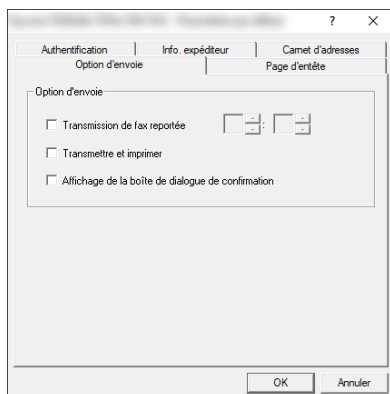 ? ×
Authentification Info. expéditeur Carnet d'adresses
Option d'envoie Page d'entête
Option d'envoie
Transmission de fax reportée :
Transmettre et imprimer
Affichage de la boîte de dialogue de confirmation
OK Annuler